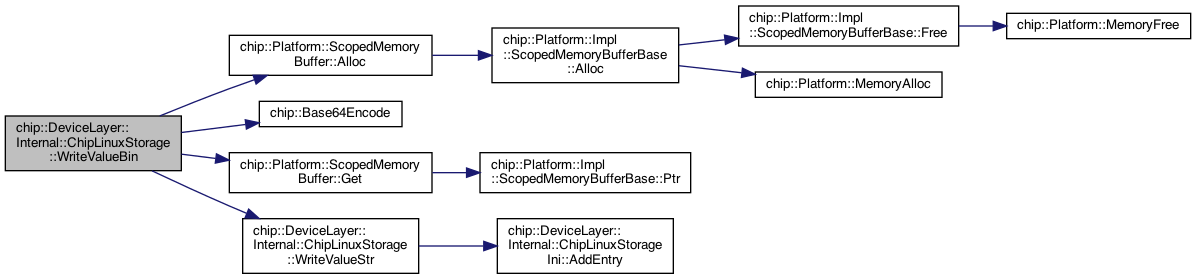 chip::DeviceLayer::
Internal::ChipLinuxStorage
::WriteValueBin
chip::Platform::ScopedMemory
Buffer::Alloc
chip::Platform::Impl
::ScopedMemoryBufferBase
::Alloc
chip::Platform::Impl
::ScopedMemoryBufferBase::Free
chip::Platform::MemoryFree
chip::Platform::MemoryAlloc
chip::Base64Encode
chip::Platform::ScopedMemory
Buffer::Get
chip::Platform::Impl
::ScopedMemoryBufferBase::Ptr
chip::DeviceLayer::
Internal::ChipLinuxStorage
::WriteValueStr
chip::DeviceLayer::
Internal::ChipLinuxStorage
Ini::AddEntry